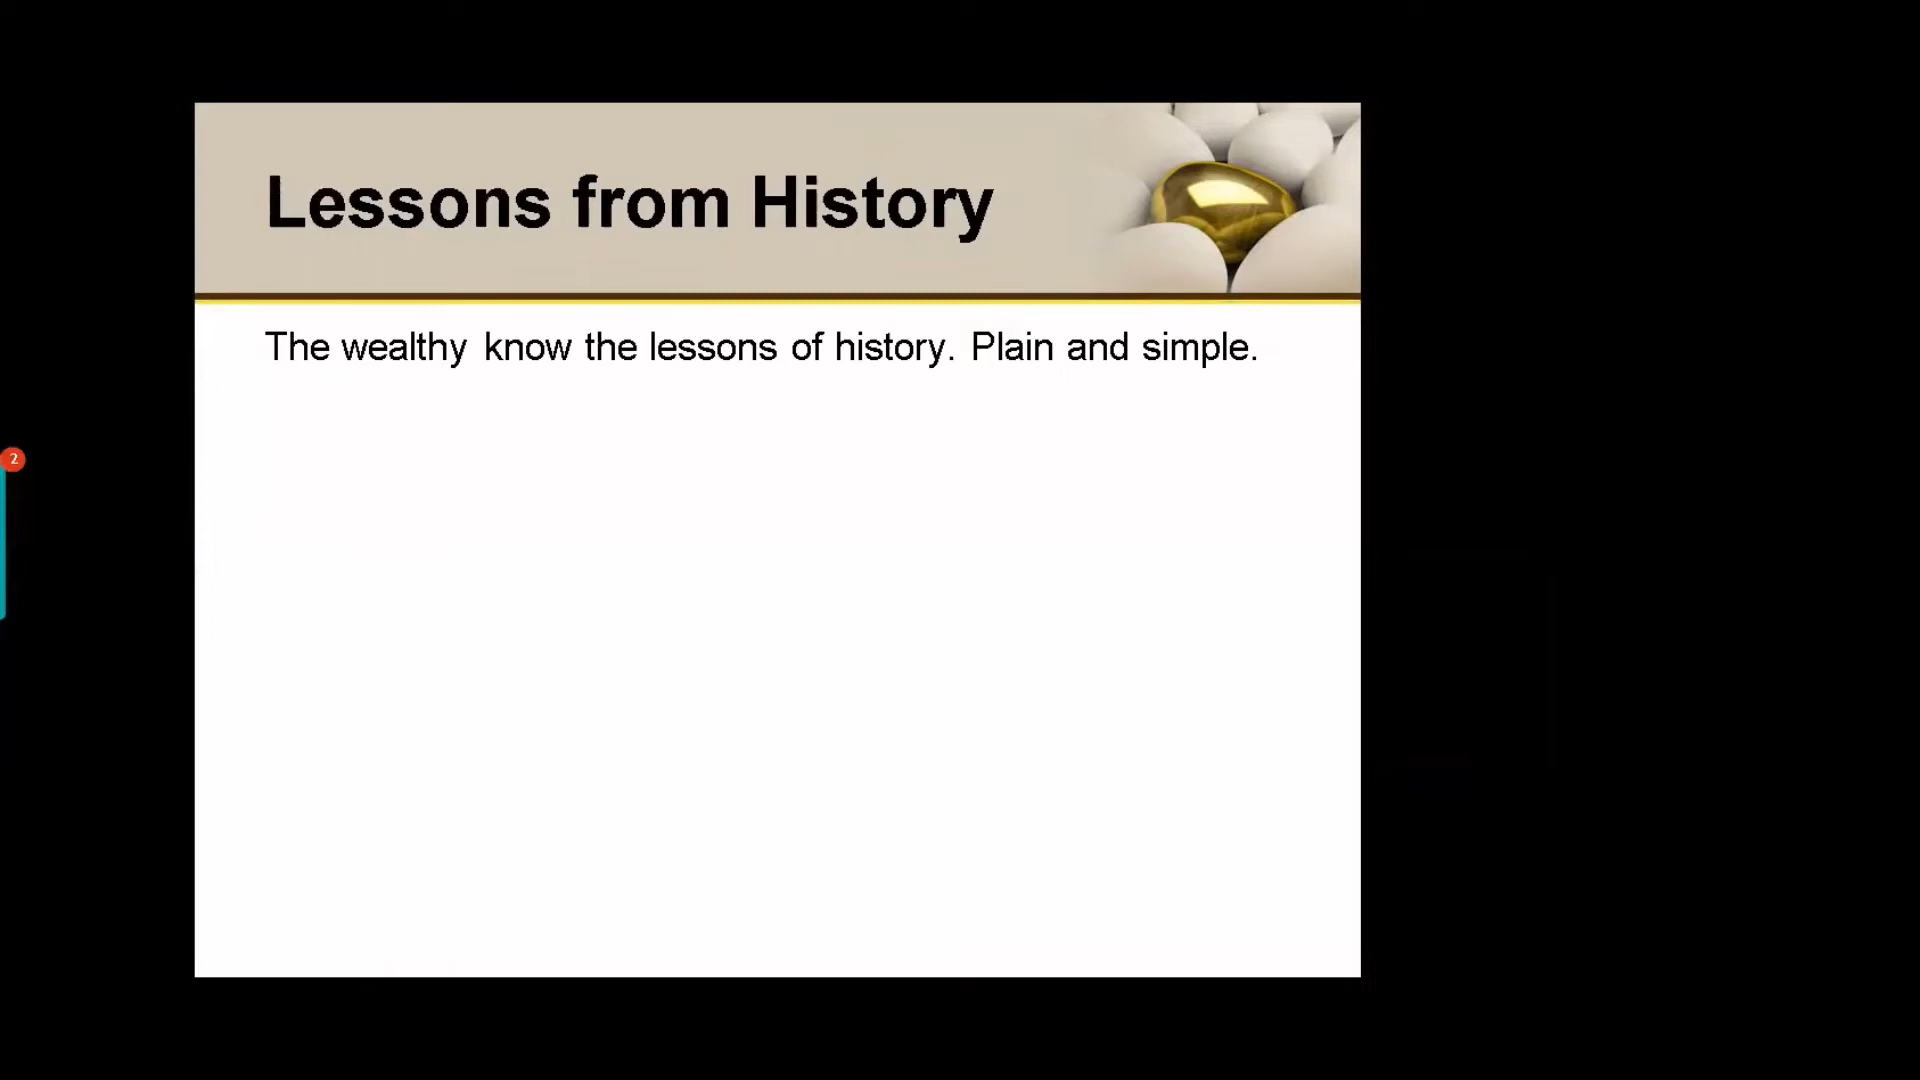 Lessons from History
The wealthy know the lessons of history. Plain and simple.
2